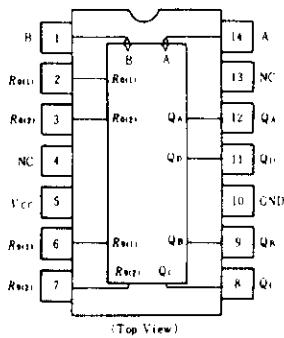 B 1 14 A
B A
2 13 NC
R0(1) R0(1)
R0(2) 3 R0(2) QA 12 QA
NC 4 QD 11 QD
VCC 5 10 GND
R9(1) 6 R9(1) QB 9 QB
R9(2) QC
R9(2) 7 8 QC
(Top View)